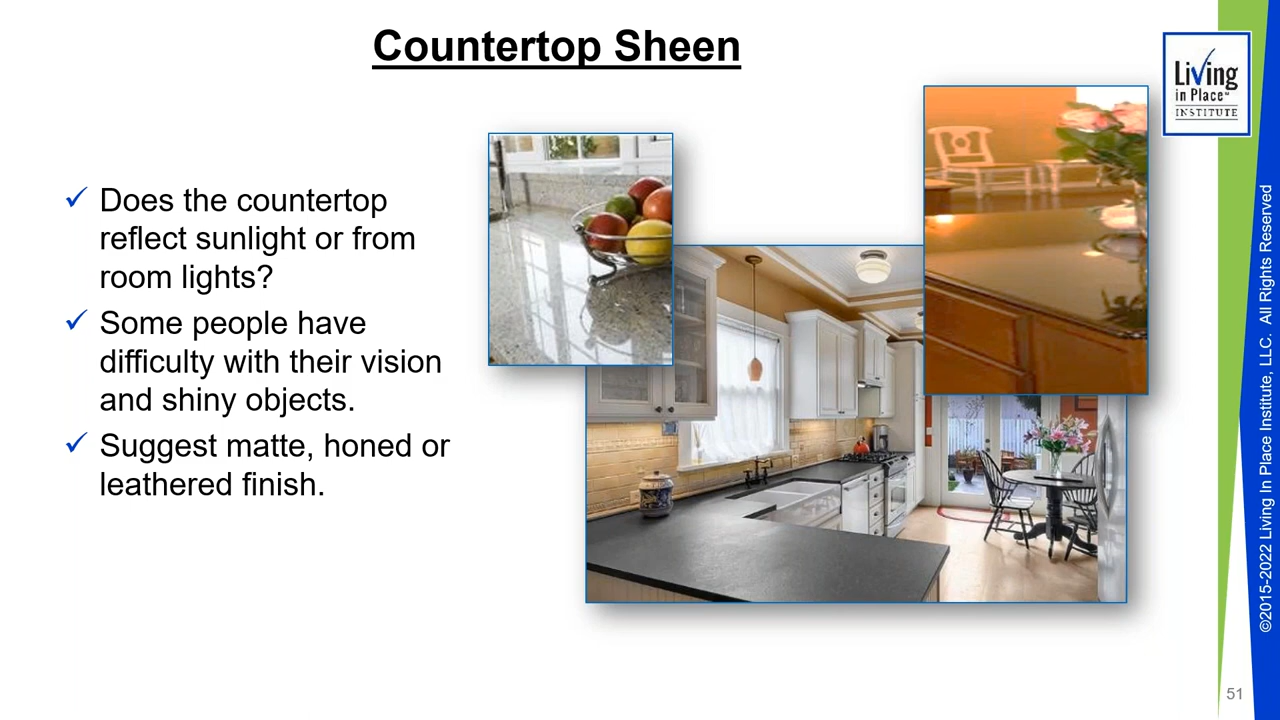 Countertop Sheen
Living
in Place™
INSTITUTE
Does the countertop
reflect sunlight or from
room lights?
Some people have
difficulty with their vision
and shiny objects.
Suggest matte, honed or
leathered finish.
©2015-2022 Living In Place Institute, LLC. All Rights Reserved
51